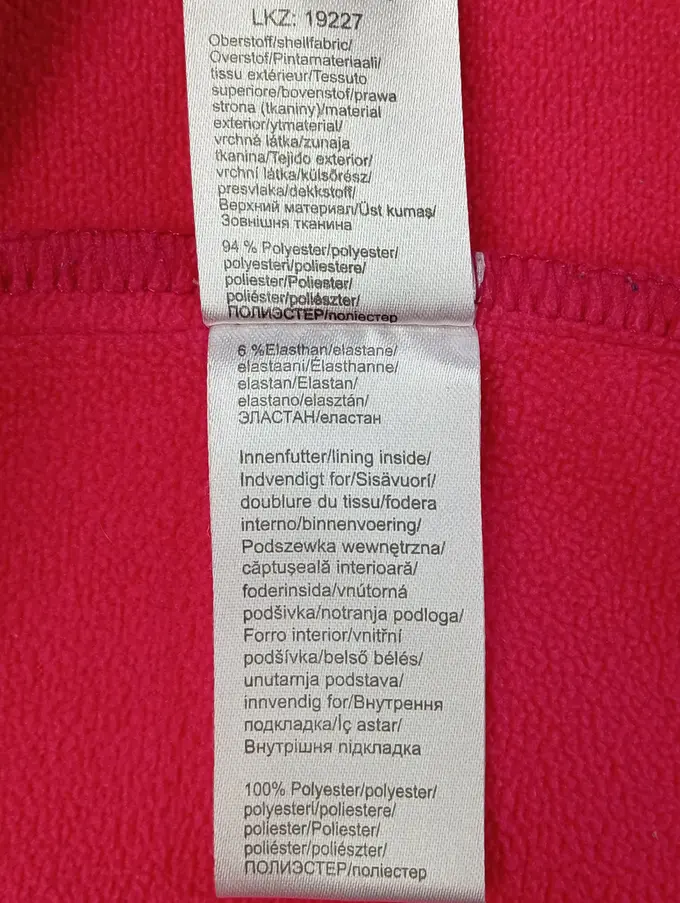 LKZ: 19227
Oberstoff/shellfabric/
Overstof/Pintamateriaali/
tissu extérieur/Tessuto
superiore/bovenstof/prawa
strona (tkaniny)/material
exterior/ytmaterial/
vrchná látka/zunaja
tkanina/Tejido exterior/
vrchní látka/külsőrész/
presvlaka/dekkstoff/
Верхний материал/Üst kumaş/
Зовнішня тканина
94 % Polyester/polyester/
polyesteri/poliestere/
poliester/Poliester/
poliéster/poliészter/
ПОЛИЭСТЕР/поліестер
6 %Elasthan/elastane/
elastaani/Élasthanne/
elastan/Elastan/
elastano/elasztán/
ЭЛАСТАН/еластан
Innenfutter/lining inside/
Indvendigt for/Sisävuori/
doublure du tissu/fodera
interno/binnenvoering/
Podszewka wewnętrzna/
căptușeală interioară/
foderinsida/vnútorná
podšivka/notranja podloga/
Forro interior/vnitřní
podšívka/belső bélés/
unutarnja podstava/
innvendig for/Внутрення
подкладка/İç astar/
Внутрішня підкладка
100% Polyester/polyester/
polyesteri/poliestere/
poliester/Poliester/
poliéster/poliészter/
ПОЛИЭСТЕР/поліестер